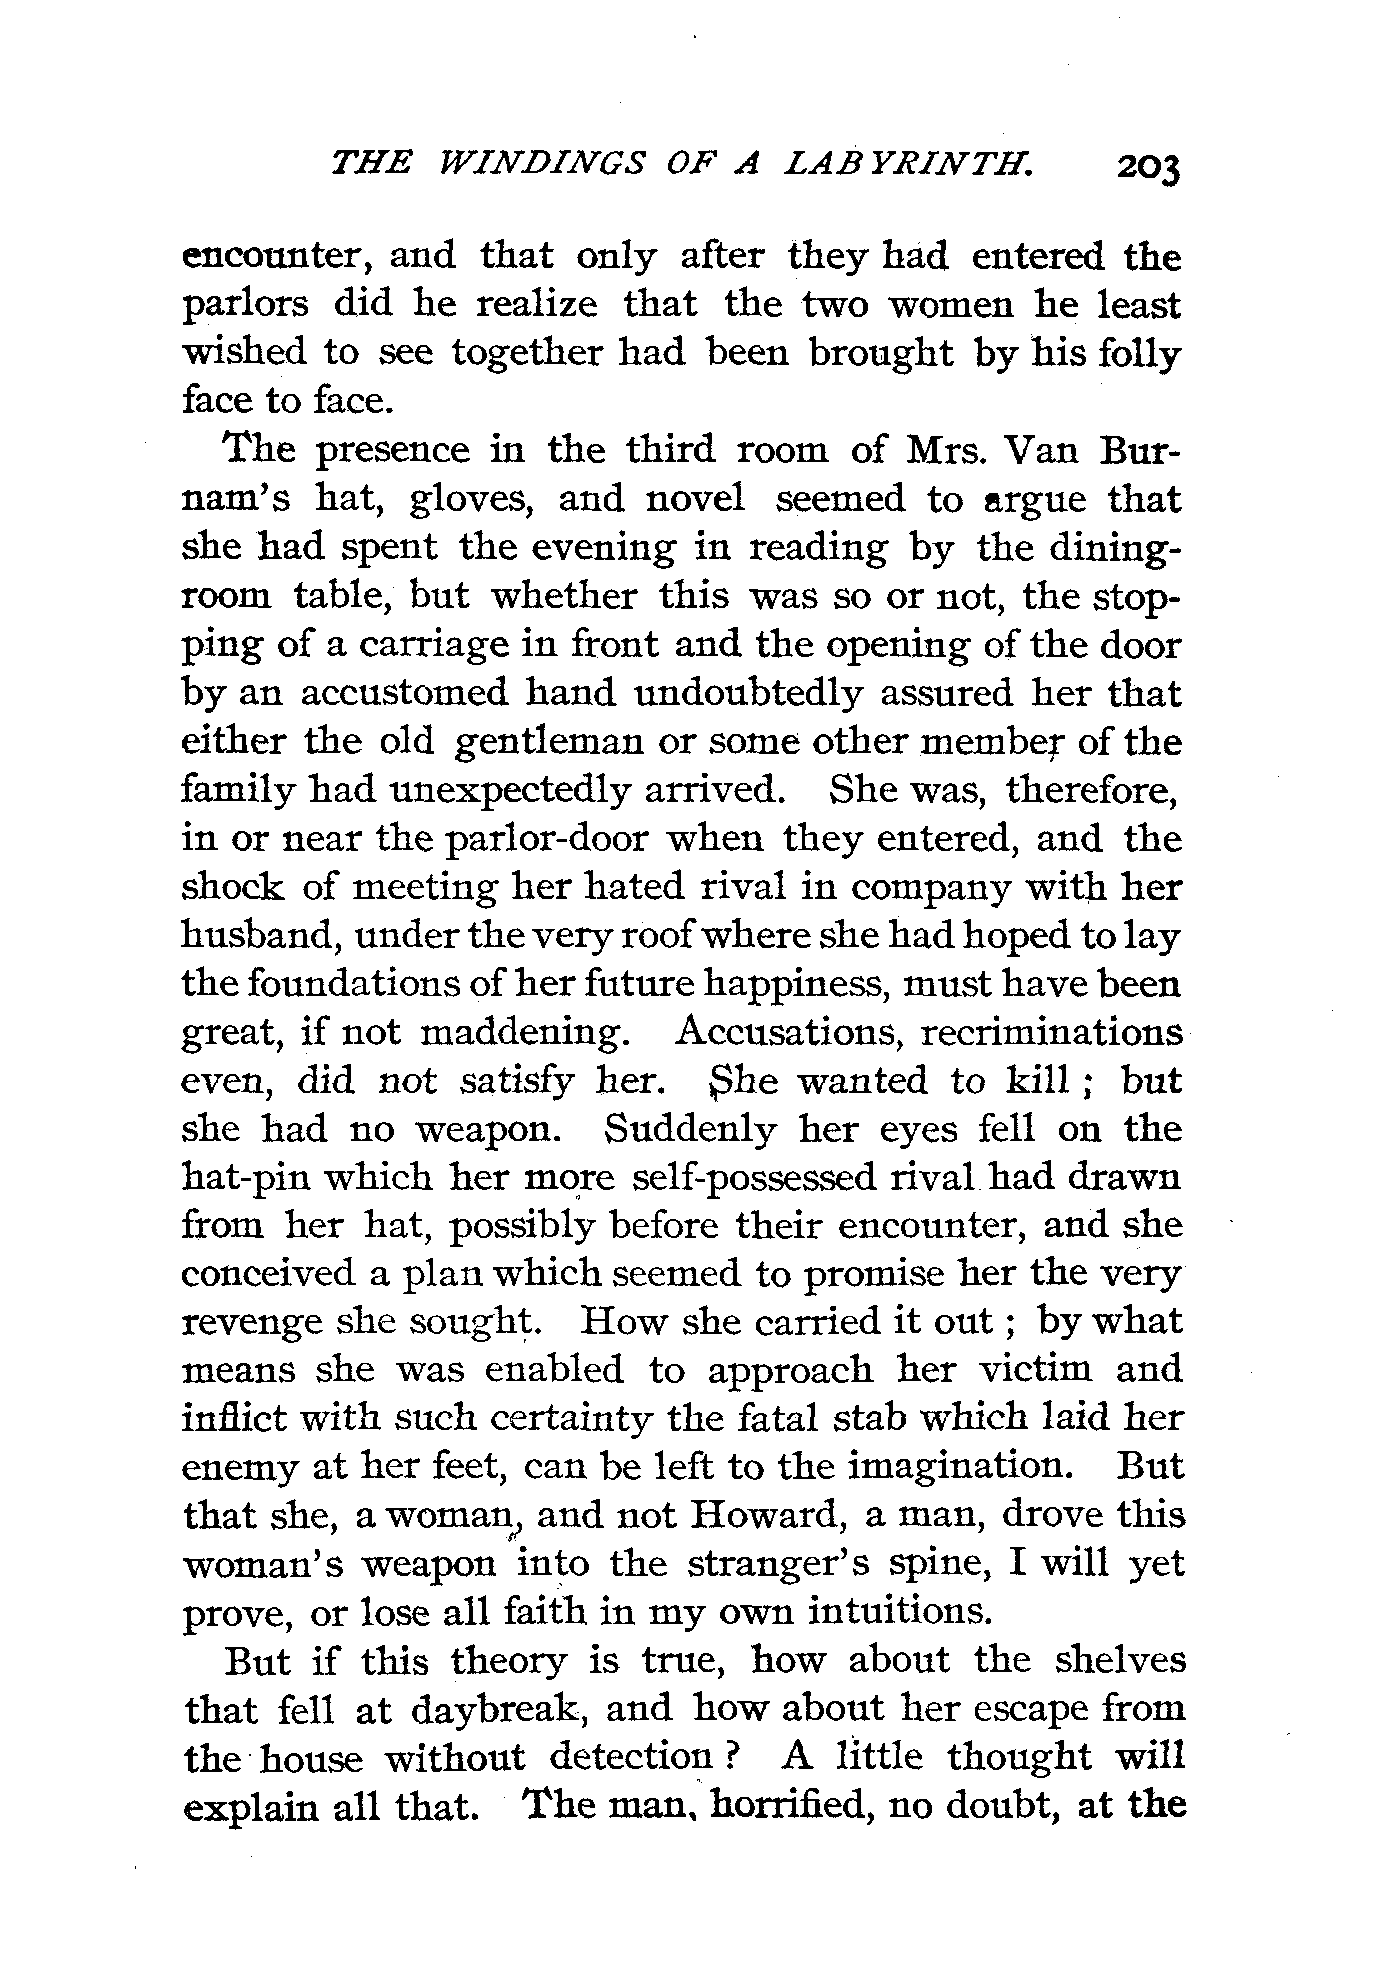 THE WINDINGS OF A LABYRINTH. 203
encounter, and that only after they had entered the
parlors did he realize that the two women he least
wished to see together had been brought by his folly
face to face.
The presence in the third room of Mrs. Van Bur-
nam's hat, gloves, and novel seemed to argue that
she had spent the evening in reading by the dining-
room table, but whether this was so or not, the stop-
ping of a carriage in front and the opening of the door
by an accustomed hand undoubtedly assured her that
either the old gentleman or some other member of the
family had unexpectedly arrived. She was, therefore,
in or near the parlor-door when they entered, and the
shock of meeting her hated rival in company with her
husband, under the very roof where she had hoped to lay
the foundations of her future happiness, must have been
great, if not maddening. Accusations, recriminations
even, did not satisfy her. She wanted to kill ; but
she had no weapon. Suddenly her eyes fell on the
hat-pin which her more self-possessed rival had drawn
from her hat, possibly before their encounter, and she
conceived a plan which seemed to promise her the very
revenge she sought. How she carried it out ; by what
means she was enabled to approach her victim and
inflict with such certainty the fatal stab which laid her
enemy at her feet, can be left to the imagination. But
that she, a woman, and not Howard, a man, drove this
woman's weapon into the stranger's spine, I will yet
prove, or lose all faith in my own intuitions.
But if this theory is true, how about the shelves
that fell at daybreak, and how about her escape from
the house without detection ? A little thought will
explain all that. The man, horrified, no doubt, at the